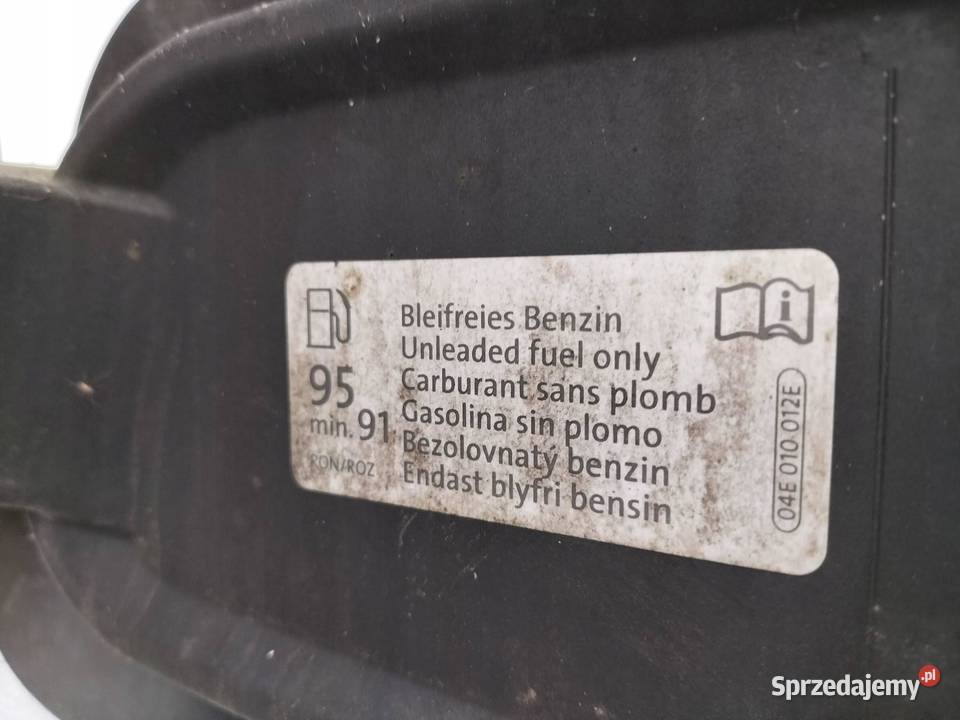 Bleifreies Benzin
Unleaded fuel only
Carburant sans plomb
Gasolina sin plomo
Bezolovnatý benzin
Endast blyfri bensin
95
min. 91
RON/ROZ
i
04E 010 012E
Sprzedajemy.pl